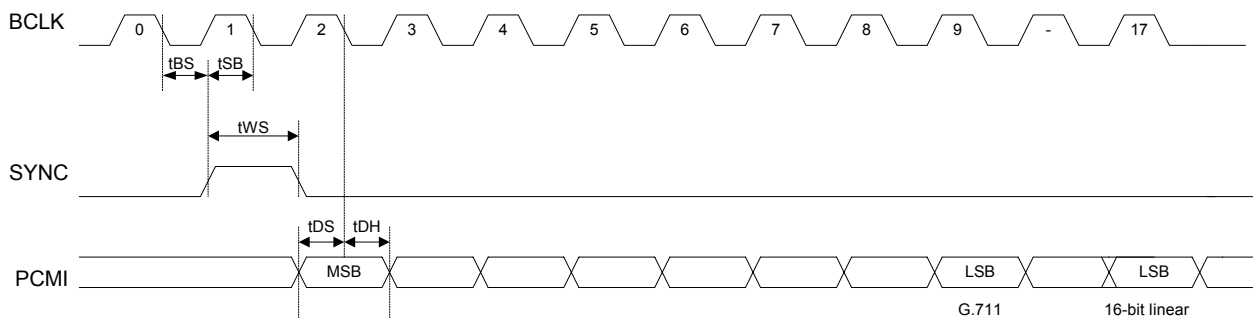 BCLK 0 1 2 3 4 5 6 7 8 9 - 17
tBS tSB
tWS
SYNC
tDS tDH
PCMI MSB LSB LSB
G.711 16-bit linear